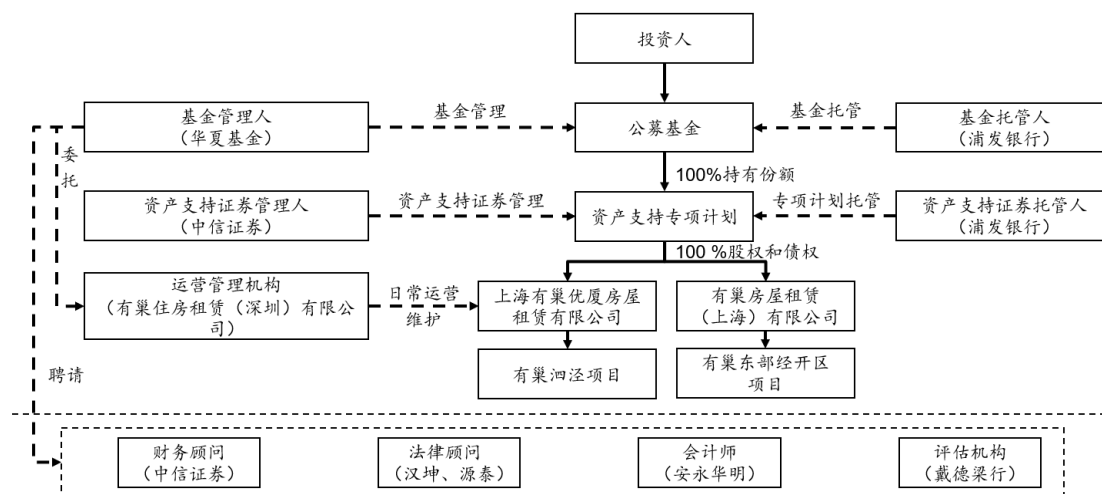 投资人
基金管理人
（华夏基金）
基金管理
公募基金
基金托管
基金托管人
（浦发银行）
委
托
100%持有份额
资产支持证券管理人
（中信证券）
资产支持证券管理
资产支持专项计划
专项计划托管
资产支持证券托管人
（浦发银行）
100 %股权和债权
运营管理机构
（有巢住房租赁（深圳）有限公
司）
日常运营
维护
上海有巢优厦房屋
租赁有限公司
有巢房屋租赁
（上海）有限公司
聘请
有巢泗泾项目
有巢东部经开区
项目
财务顾问
（中信证券）
法律顾问
（汉坤、源泰）
会计师
（安永华明）
评估机构
（戴德梁行）